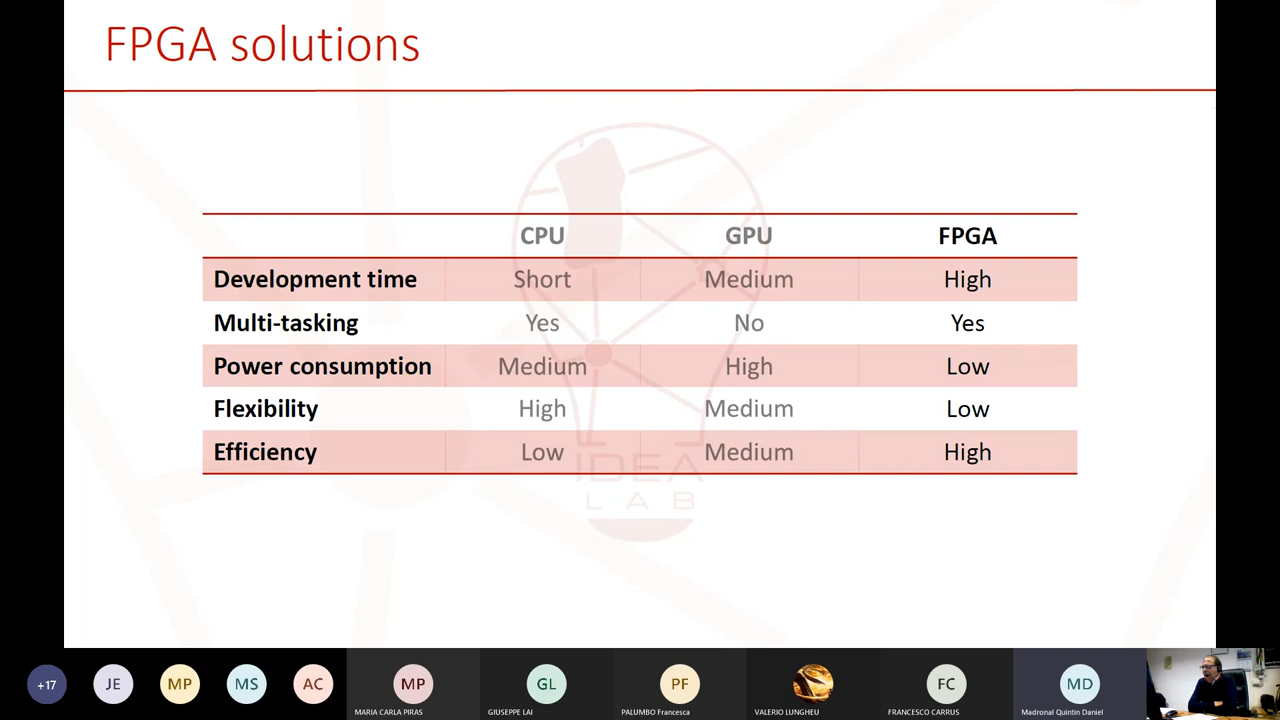 FPGA solutions
CPU GPU FPGA
Development time Short Medium High
Multi-tasking Yes No Yes
Power consumption Medium High Low
Flexibility High Medium Low
Efficiency Low Medium High
IDEA
LAB
+17 JE MP MS AC MP GL PF FC MD
MARIA CARLA PIRAS GIUSEPPE LAI PALUMBO Francesca VALERIO LUNGHEU FRANCESCO CARRUS Madronal Quintin Daniel